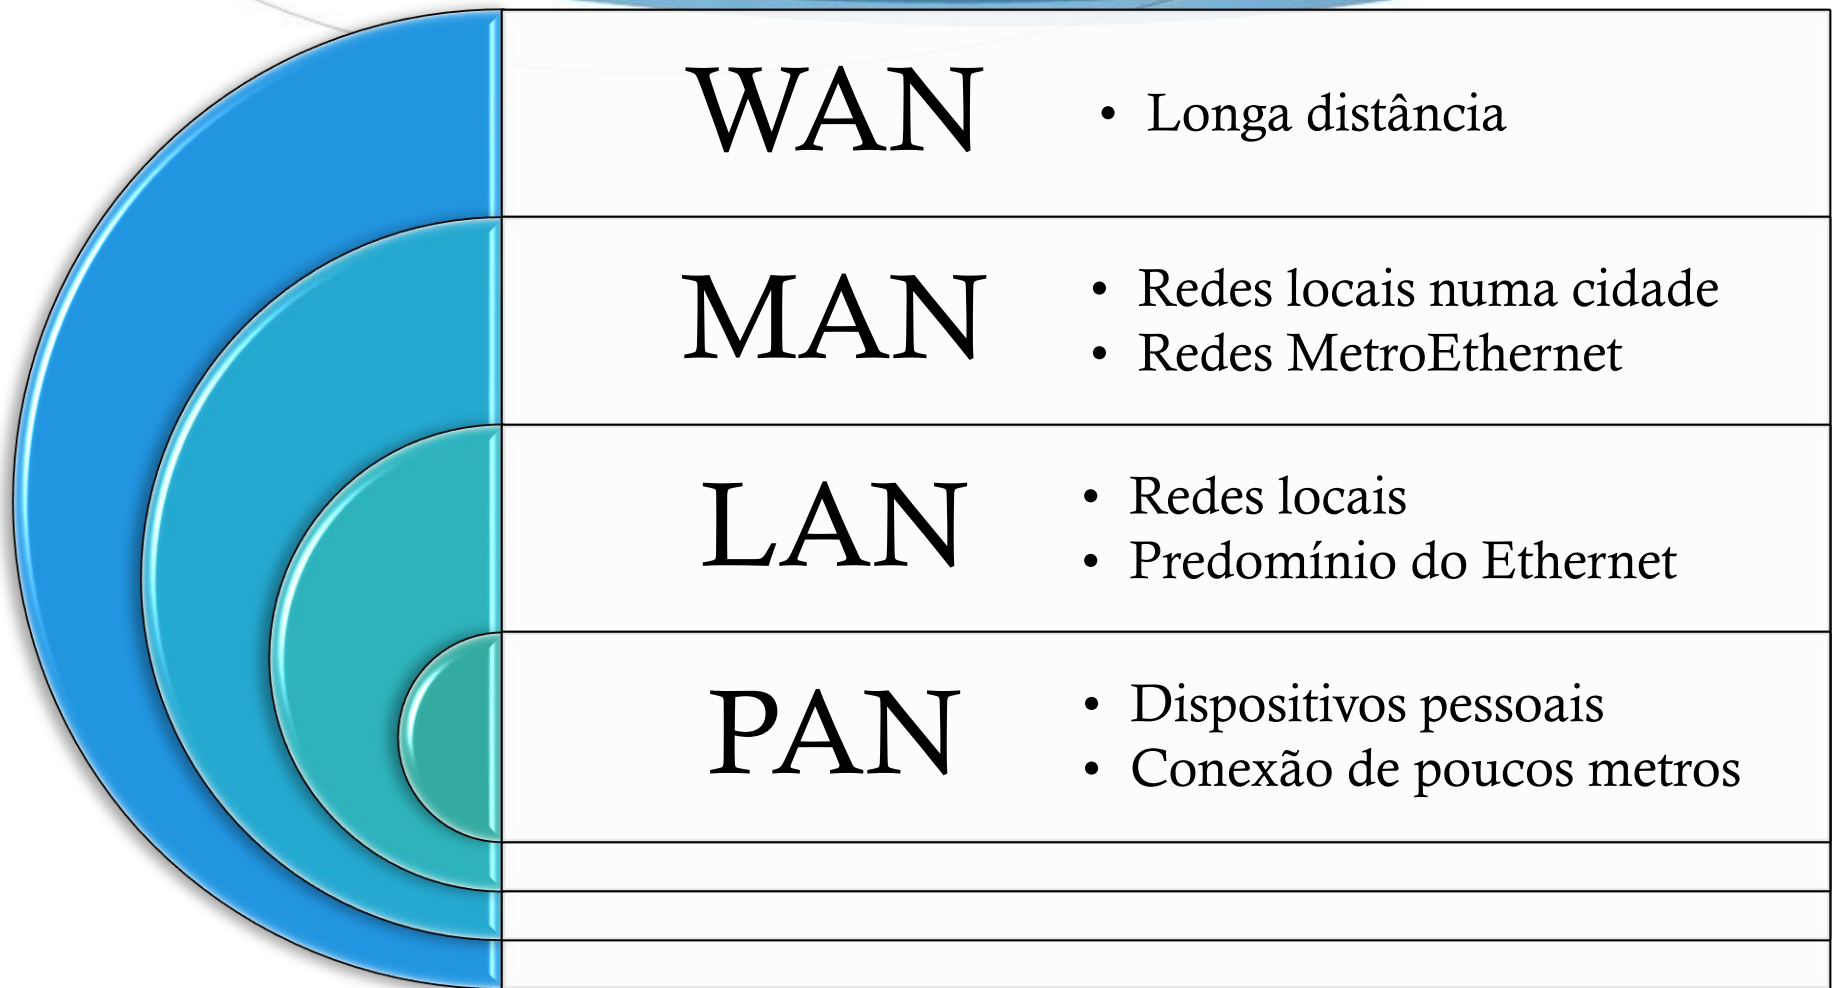 WAN
• Longa distância
MAN
• Redes locais numa cidade
• Redes MetroEthernet
LAN
• Redes locais
• Predomínio do Ethernet
PAN
• Dispositivos pessoais
• Conexão de poucos metros